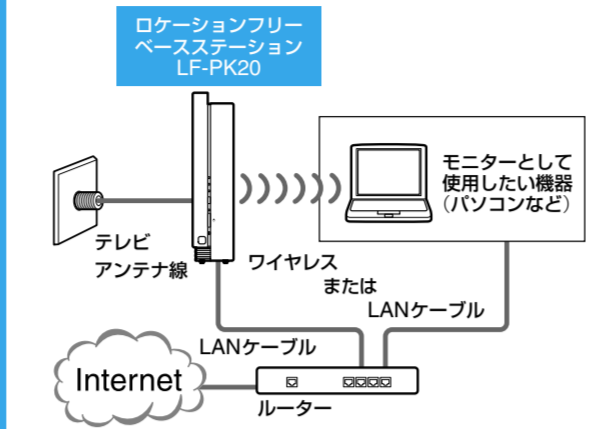 ロケーションフリー
ベースステーション
LF-PK20
モニターとして
使用したい機器
（パソコンなど）
テレビ
アンテナ線
ワイヤレス
または
LANケーブル
LANケーブル
Internet
ルーター